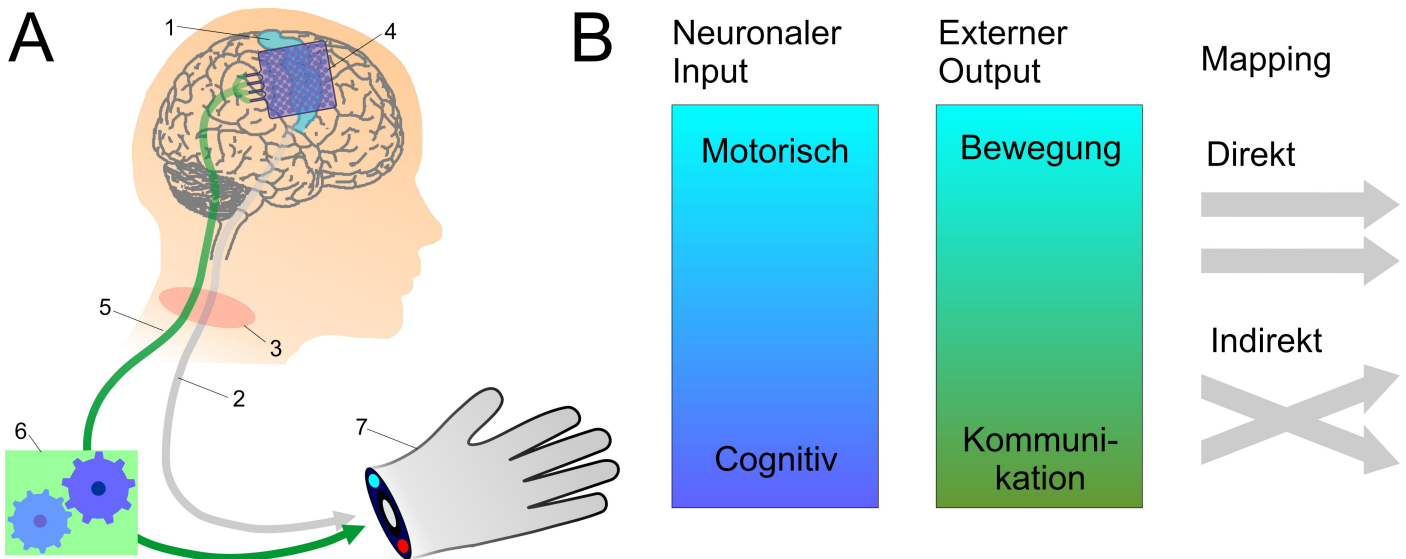 A
1
4
5
3
2
6
7
B
Neuronaler
Input
Externer
Output
Mapping
Motorisch
Bewegung
Direkt
Indirekt
Cognitiv
Kommuni-
kation